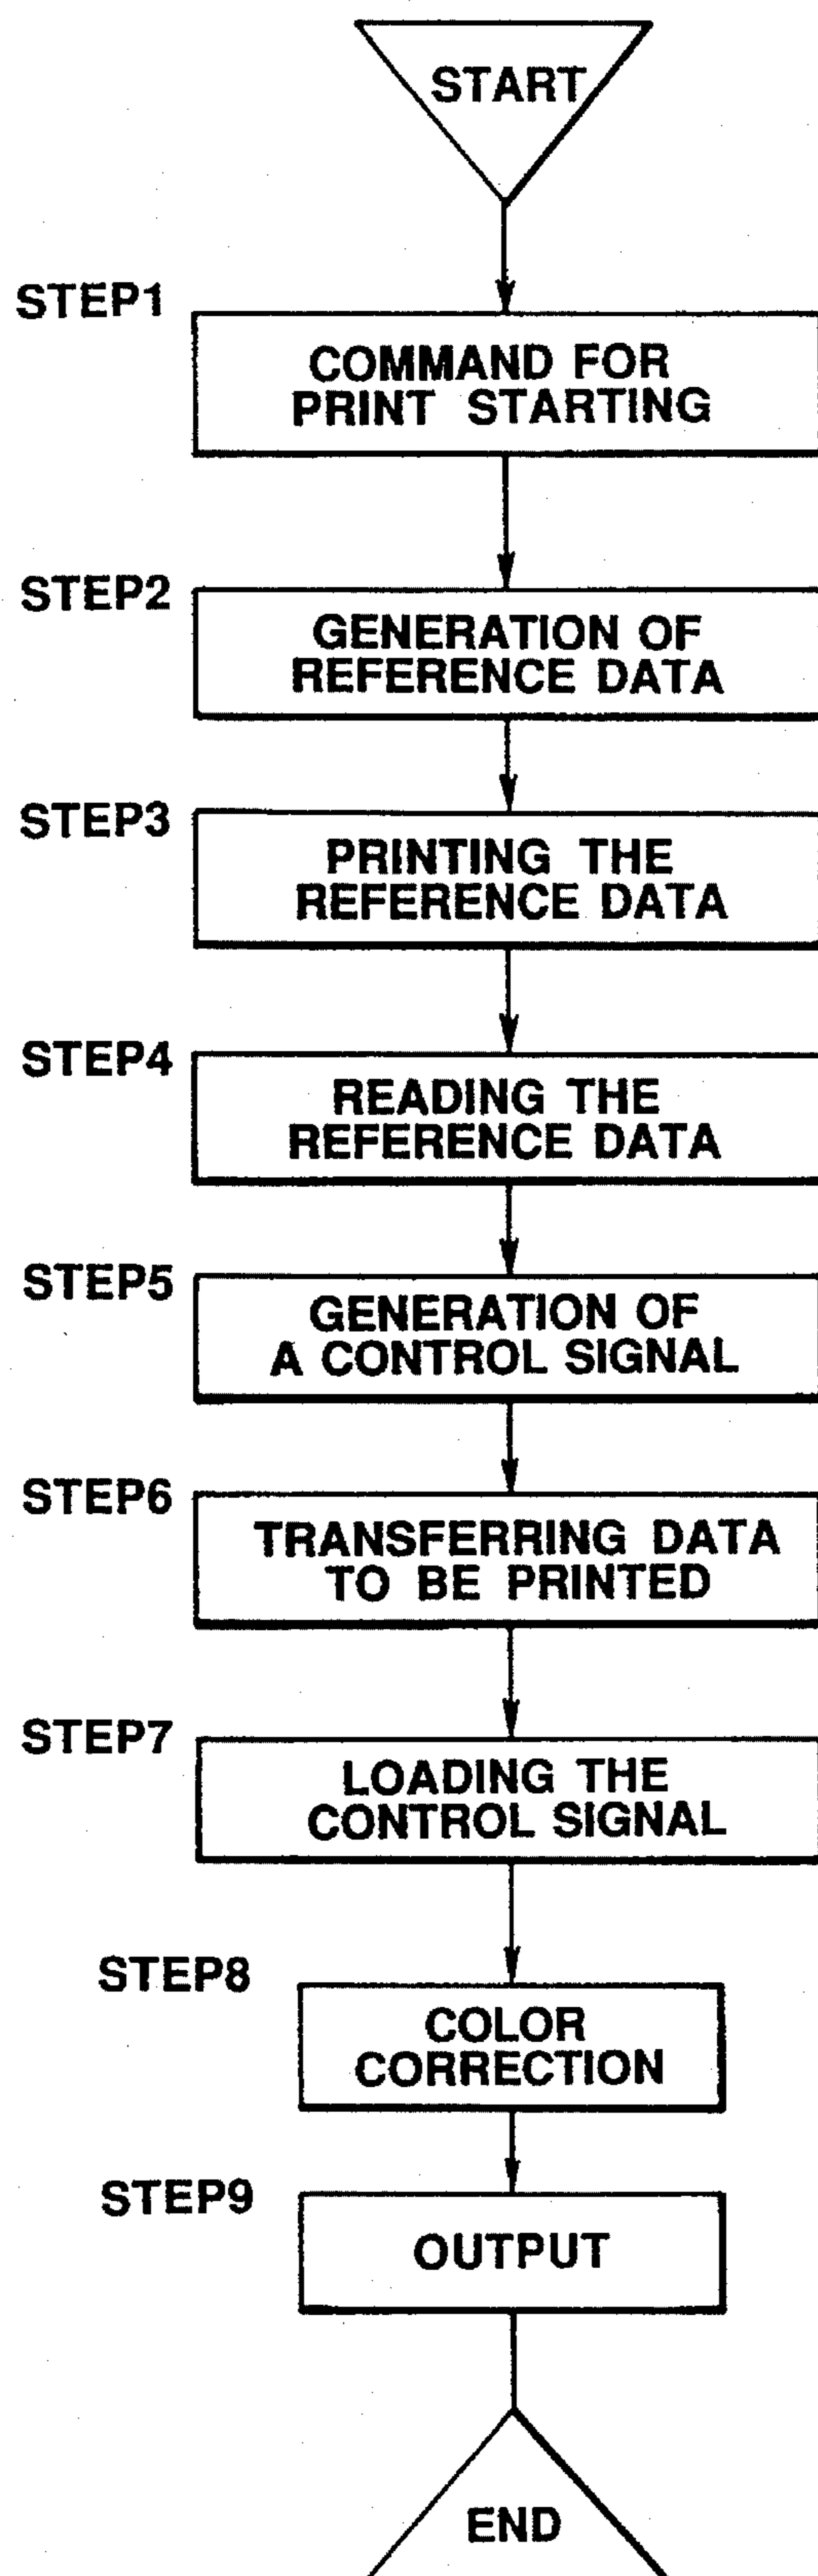 START
STEP1
COMMAND FOR
PRINT STARTING
STEP2
GENERATION OF
REFERENCE DATA
STEP3
PRINTING THE
REFERENCE DATA
STEP4
READING THE
REFERENCE DATA
STEP5
GENERATION OF
A CONTROL SIGNAL
STEP6
TRANSFERRING DATA
TO BE PRINTED
STEP7
LOADING THE
CONTROL SIGNAL
STEP8
COLOR
CORRECTION
STEP9
OUTPUT
END